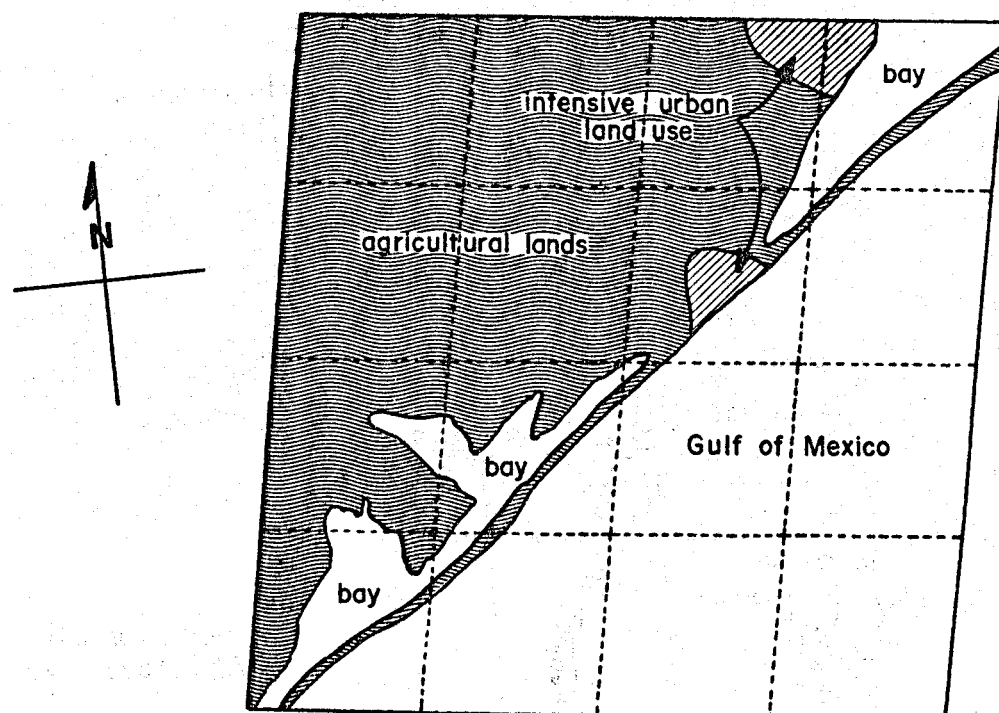 bay
intensive urban
land use
N
agricultural lands
Gulf of Mexico
bay
bay